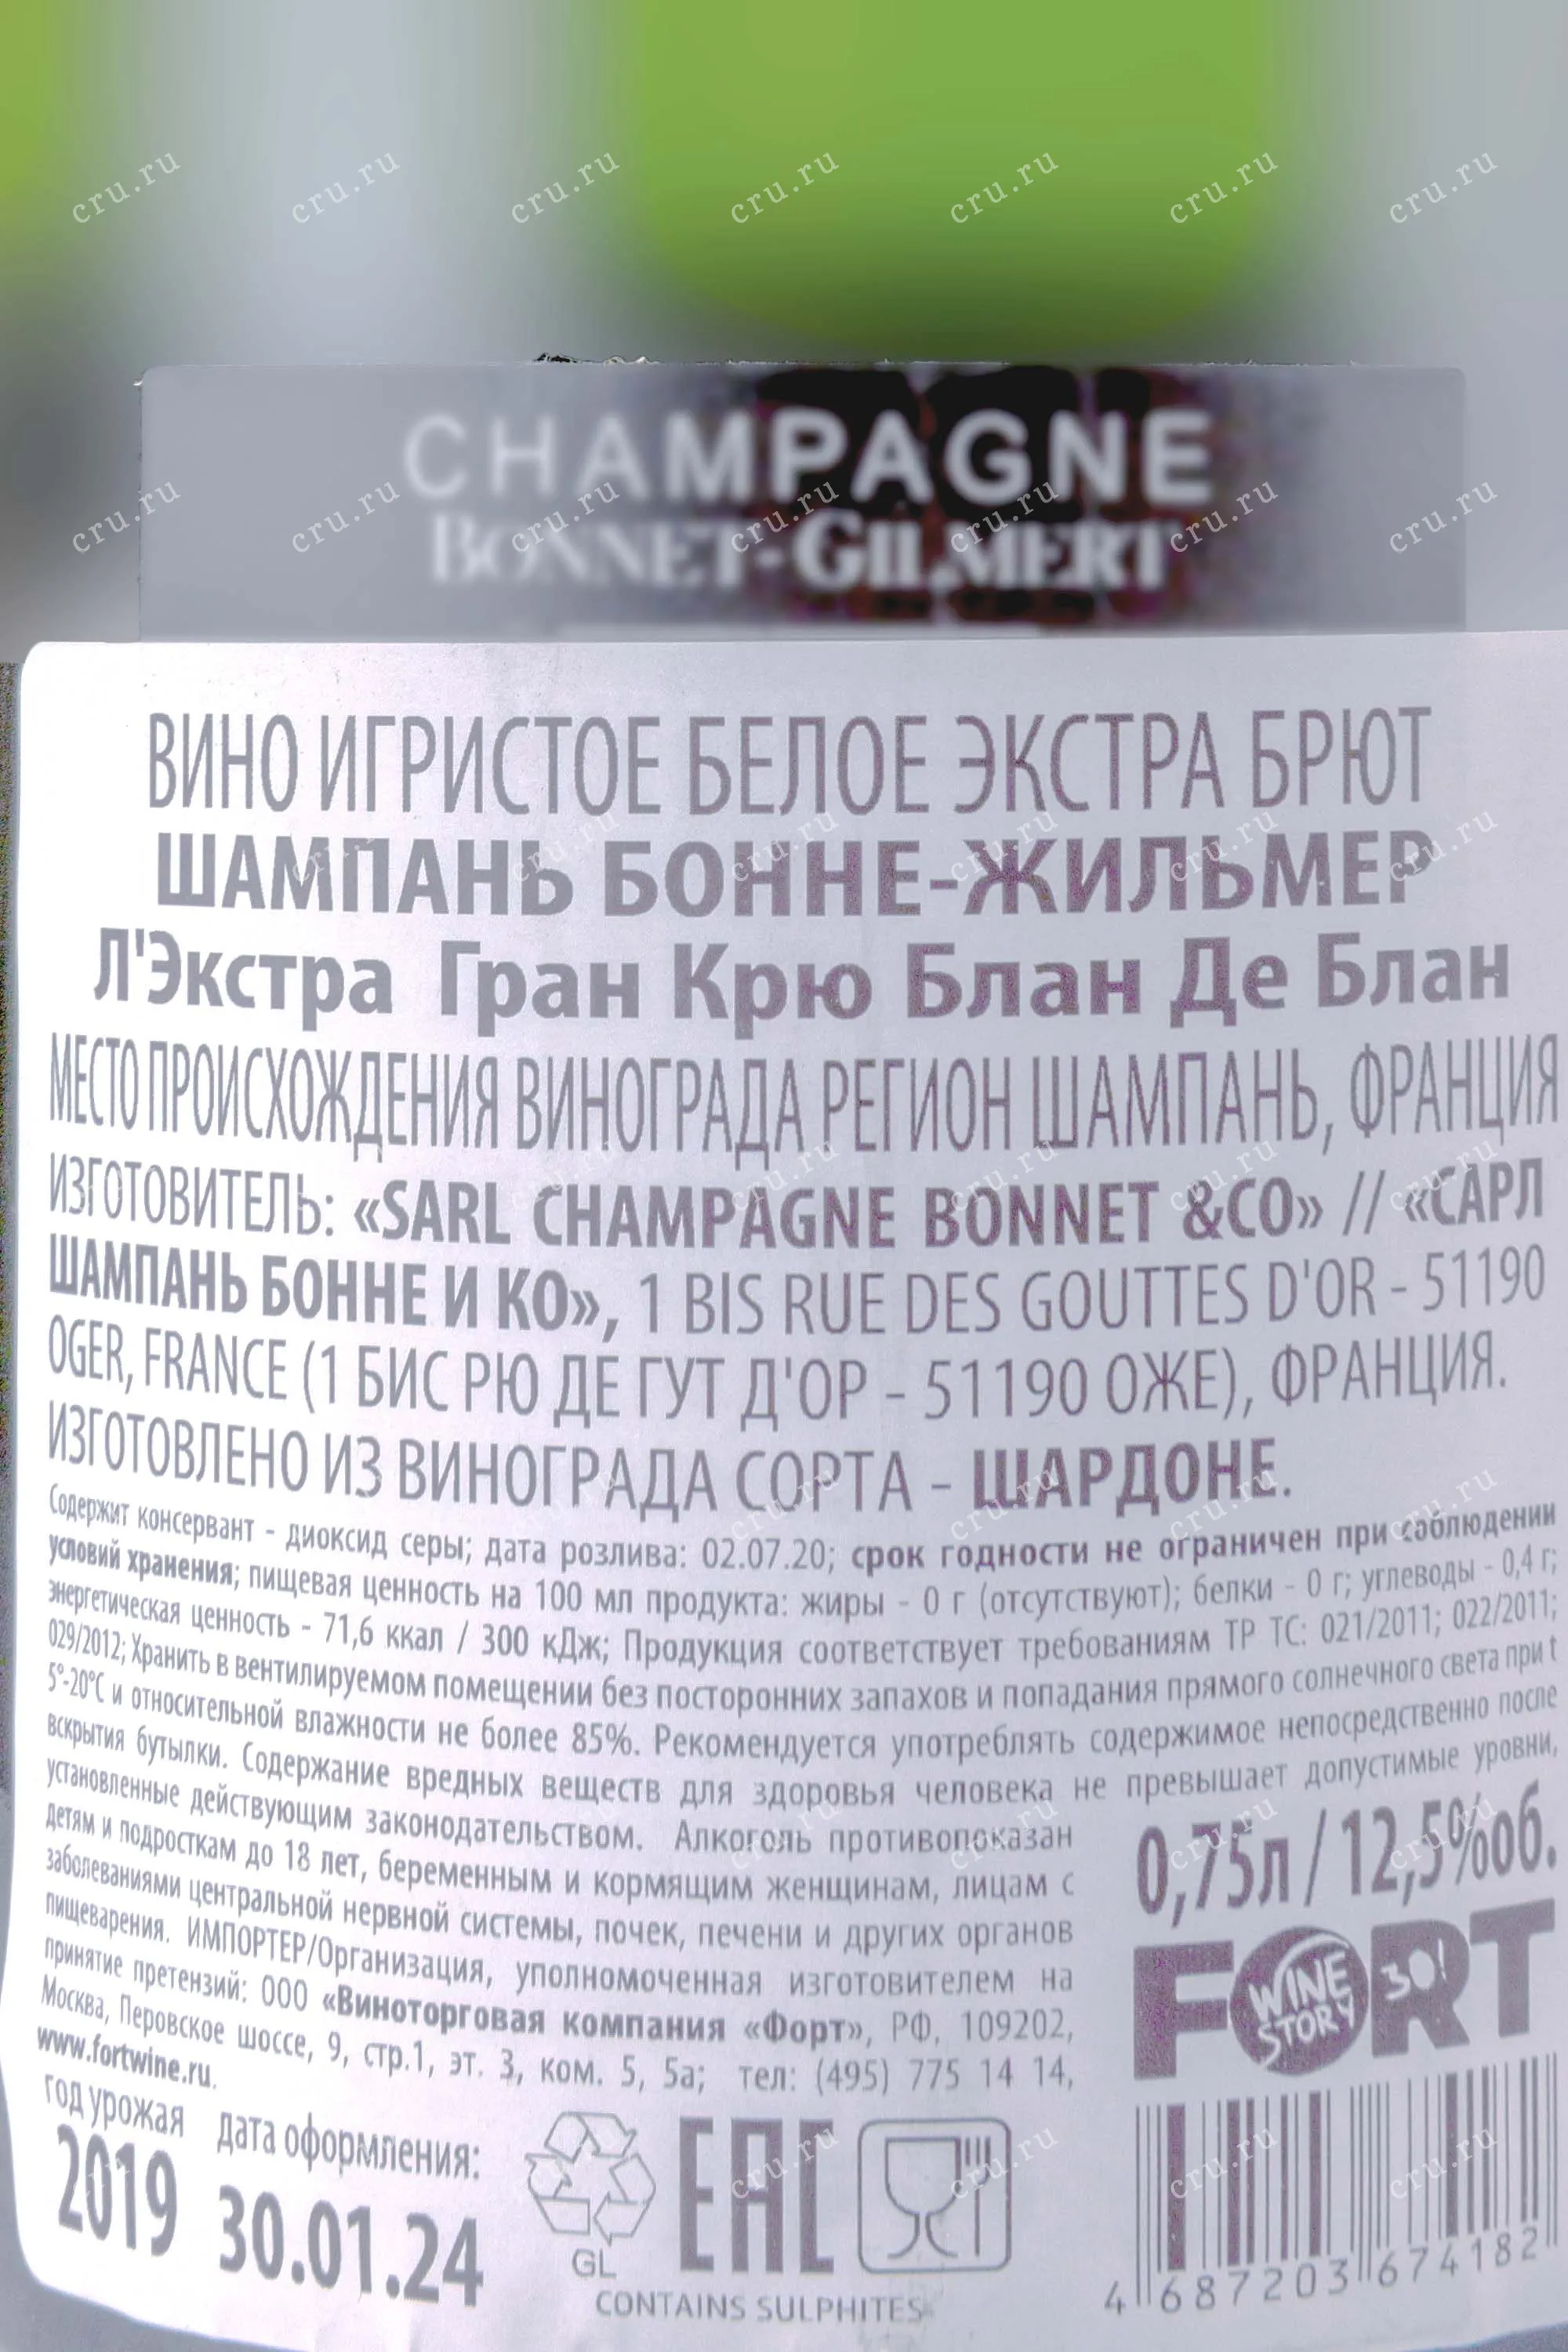 CHAMPAGNE
BONNET-GILMERT
ВИНО ИГРИСТОЕ БЕЛОЕ ЭКСТРА БРЮТ
ШАМПАНЬ БОННЕ-ЖИЛЬМЕР
Л'Экстра Гран Крю Блан Де Блан
МЕСТО ПРОИСХОЖДЕНИЯ ВИНОГРАДА РЕГИОН ШАМПАНЬ, ФРАНЦИЯ
ИЗГОТОВИТЕЛЬ: «SARL CHAMPAGNE BONNET &CO» // «САРЛ
ШАМПАНЬ БОННЕ И КО», 1 BIS RUE DES GOUTTES D'OR - 51190
OGER, FRANCE (1 БИС РЮ ДЕ ГУТ Д'ОР - 51190 ОЖЕ), ФРАНЦИЯ.
ИЗГОТОВЛЕНО ИЗ ВИНОГРАДА СОРТА - ШАРДОНЕ.
Содержит консервант - диоксид серы; дата розлива: 02.07.20; срок годности не ограничен при соблюдении
условий хранения; пищевая ценность на 100 мл продукта: жиры - 0 г (отсутствуют); белки - 0 г; углеводы - 0,4 г;
энергетическая ценность - 71,6 ккал / 300 кДж; Продукция соответствует требованиям ТР ТС: 021/2011; 022/2011;
029/2012; Хранить в вентилируемом помещении без посторонних запахов и попадания прямого солнечного света при t
5°-20°С и относительной влажности не более 85%. Рекомендуется употреблять содержимое непосредственно после
вскрытия бутылки. Содержание вредных веществ для здоровья человека не превышает допустимые уровни,
установленные действующим законодательством. Алкоголь противопоказан
детям и подросткам до 18 лет, беременным и кормящим женщинам, лицам с
заболеваниями центральной нервной системы, почек, печени и других органов
пищеварения. ИМПОРТЕР/Организация, уполномоченная изготовителем на
принятие претензий: ООО «Виноторговая компания «Форт», РФ, 109202,
Москва, Перовское шоссе, 9, стр.1, эт. 3, ком. 5, 5а; тел: (495) 775 14 14,
www.fortwine.ru.
0,75л / 12,5%об.
FORT
WINE
STORY
30
год урожая
2019
дата оформления:
30.01.24
GL
EAC
CONTAINS SULPHITES
4 687203 674182
cru.ru